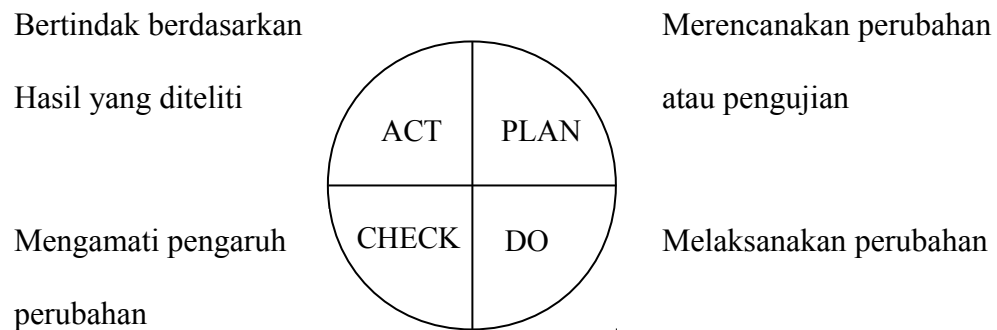 Bertindak berdasarkan
Hasil yang diteliti
Merencanakan perubahan
atau pengujian
ACT
PLAN
CHECK
DO
Mengamati pengaruh
perubahan
Melaksanakan perubahan